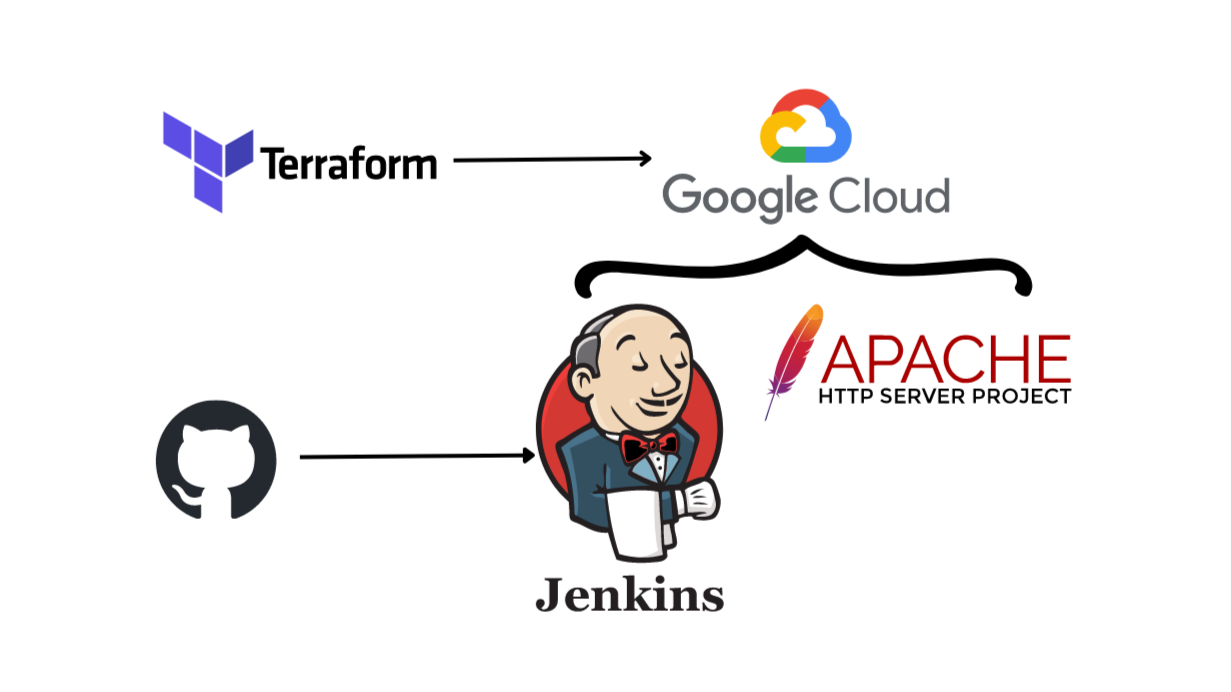 Terraform
Google Cloud
APACHE
HTTP SERVER PROJECT
Jenkins